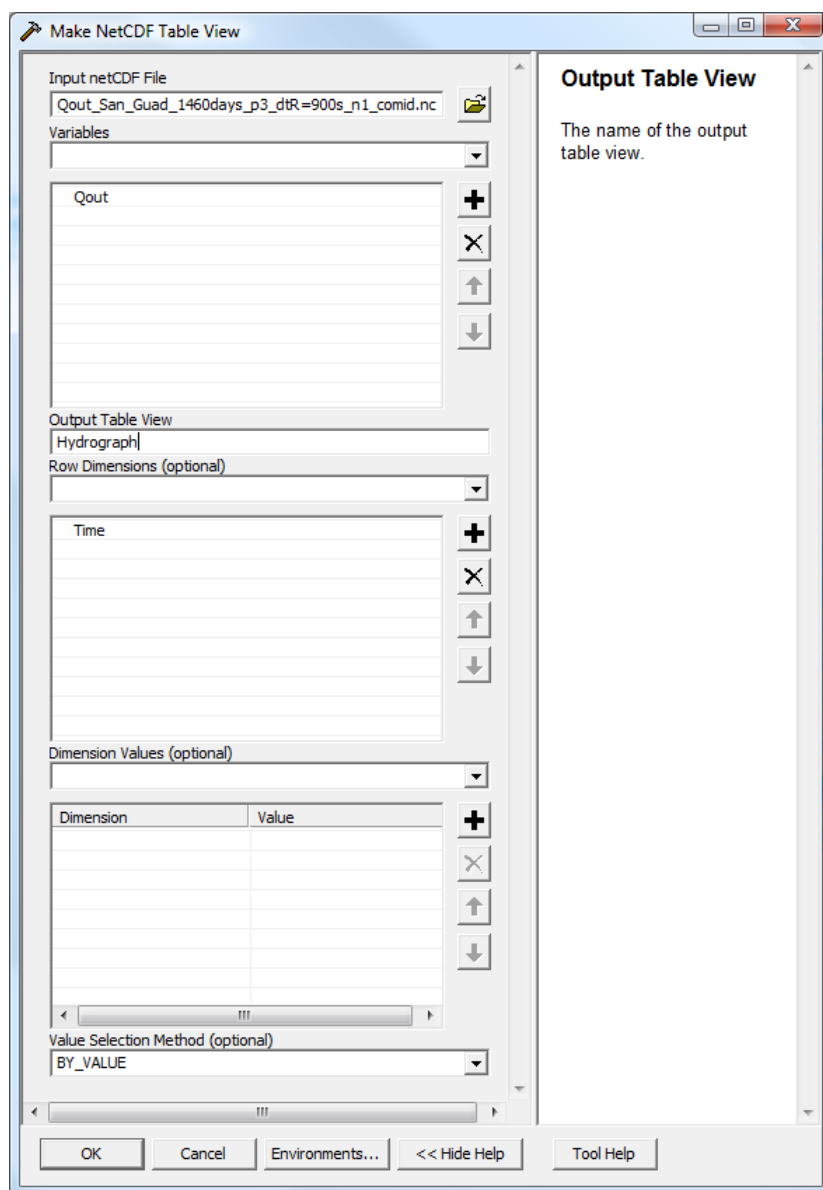 Make NetCDF Table View
Input netCDF File
Qout_San_Guad_1460days_p3_dtR=900s_n1_comid.nc
Variables
Qout
Output Table View
Hydrograph
Row Dimensions (optional)
Time
Dimension Values (optional)
Dimension Value
Value Selection Method (optional)
BY_VALUE
OK Cancel Environments... << Hide Help Tool Help
Output Table View
The name of the output
table view.